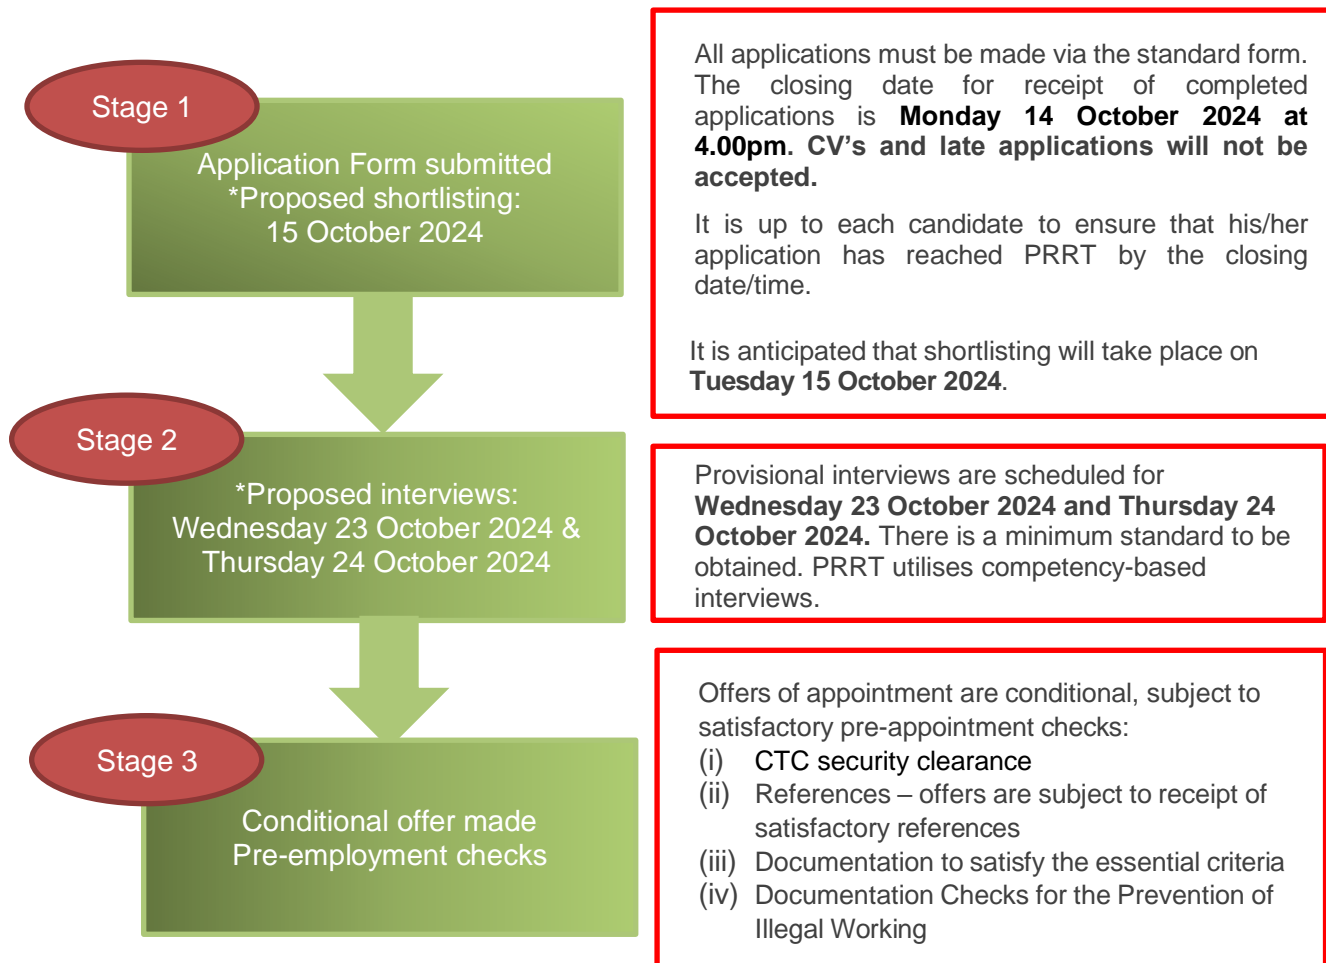 Stage 1
Application Form submitted
*Proposed shortlisting:
15 October 2024
All applications must be made via the standard form.
The closing date for receipt of completed
applications is Monday 14 October 2024 at
4.00pm. CV's and late applications will not be
accepted.
It is up to each candidate to ensure that his/her
application has reached PRRT by the closing
date/time.
It is anticipated that shortlisting will take place on
Tuesday 15 October 2024.
Stage 2
*Proposed interviews:
Wednesday 23 October 2024 &
Thursday 24 October 2024
Provisional interviews are scheduled for
Wednesday 23 October 2024 and Thursday 24
October 2024. There is a minimum standard to be
obtained. PRRT utilises competency-based
interviews.
Stage 3
Conditional offer made
Pre-employment checks
Offers of appointment are conditional, subject to
satisfactory pre-appointment checks:
(i) CTC security clearance
(ii) References – offers are subject to receipt of
satisfactory references
(iii) Documentation to satisfy the essential criteria
(iv) Documentation Checks for the Prevention of
Illegal Working